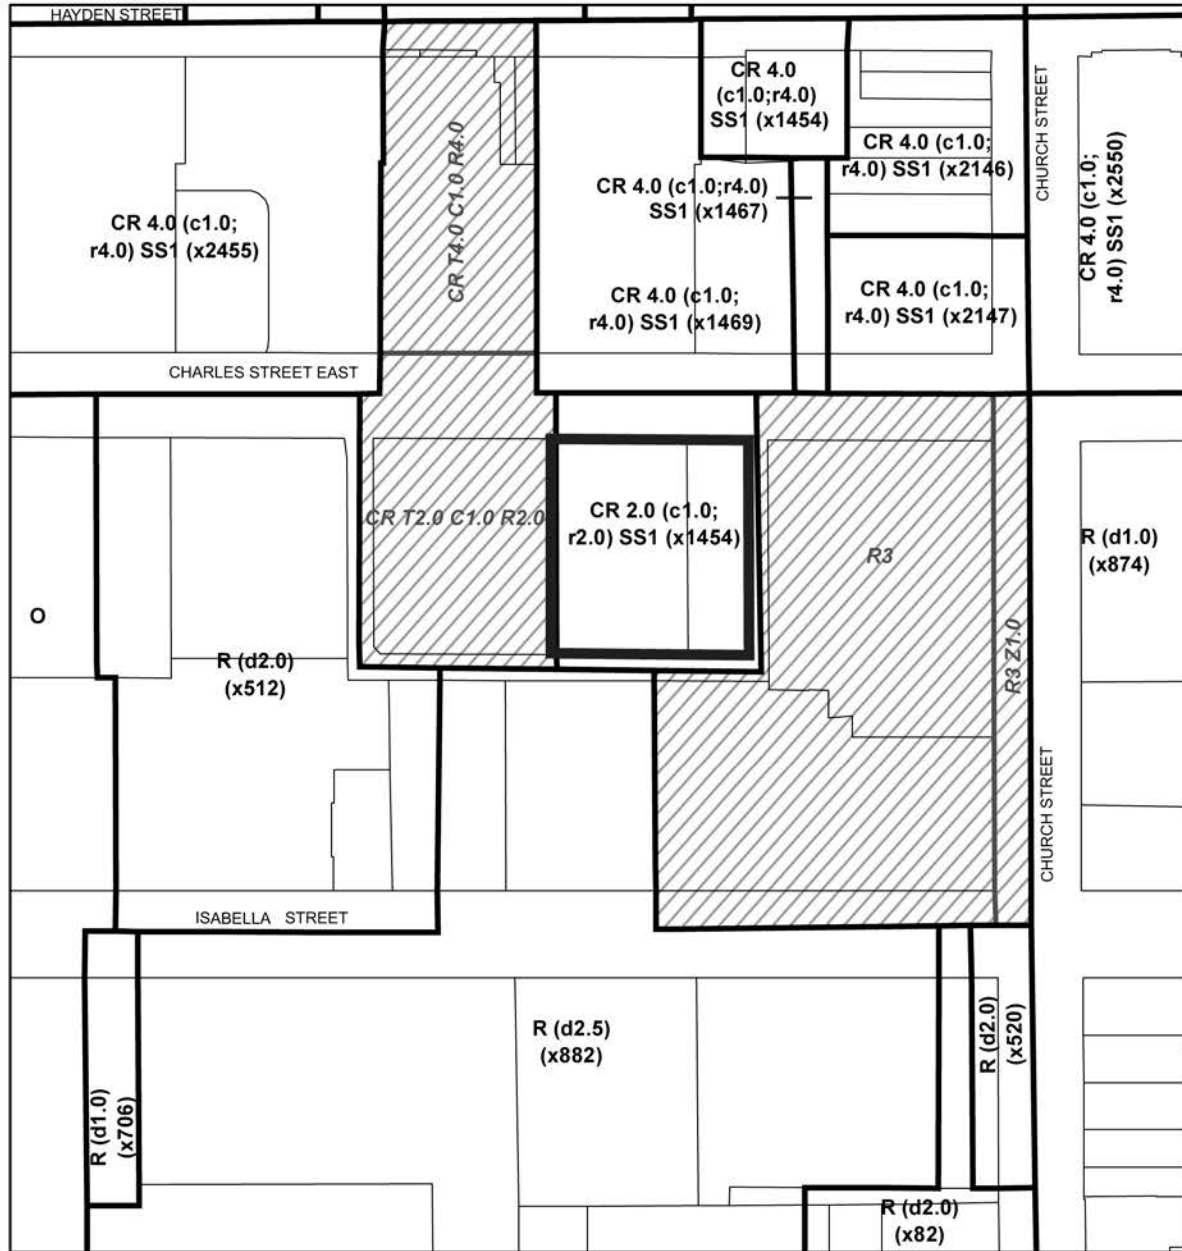 HAYDEN STREET
CR 4.0
(c1.0;r4.0)
SS1 (x1454)
CR 4.0 (c1.0;
r4.0) SS1 (x2146)
CHURCH STREET
CR 4.0 (c1.0;
r4.0) SS1 (x2550)
CR T4.0 C1.0 R4.0
CR 4.0 (c1.0;r4.0)
SS1 (x1467)
CR 4.0 (c1.0;
r4.0) SS1 (x2455)
CR 4.0 (c1.0;
r4.0) SS1 (x1469)
CR 4.0 (c1.0;
r4.0) SS1 (x2147)
CHARLES STREET EAST
CR T2.0 C1.0 R2.0
CR 2.0 (c1.0;
r2.0) SS1 (x1454)
R3
R (d1.0)
(x874)
O
R (d2.0)
(x512)
R3 Z1.0
CHURCH STREET
ISABELLA STREET
R (d2.5)
(x882)
R (d2.0)
(x520)
R (d1.0)
(x706)
R (d2.0)
(x82)